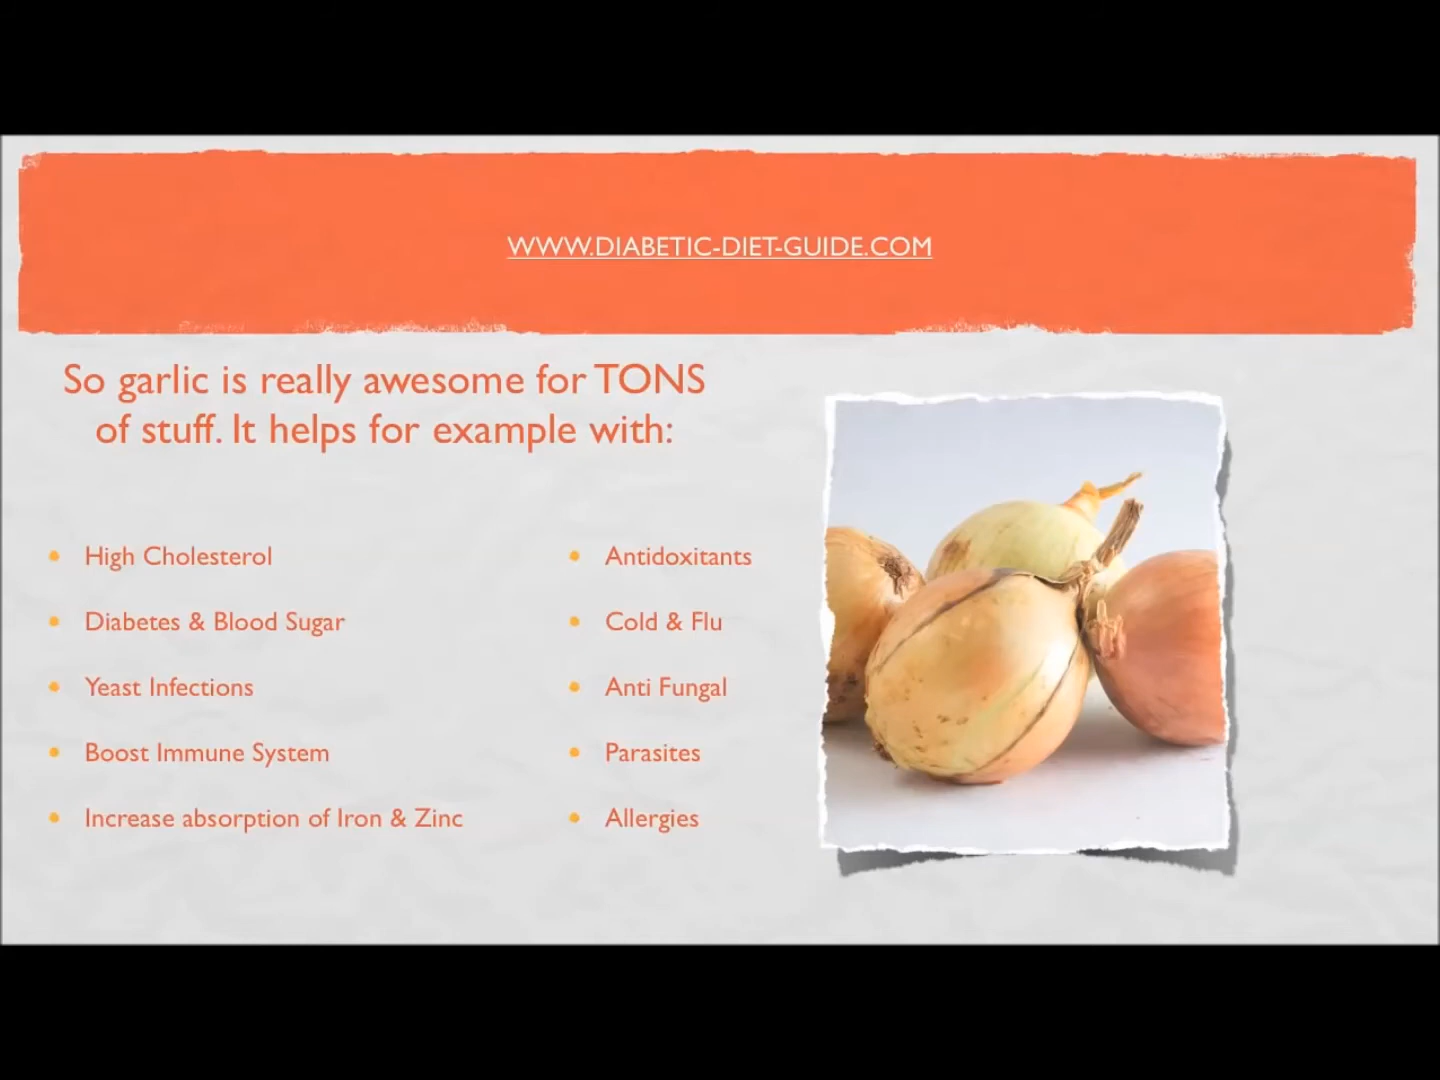 WWW.DIABETIC-DIET-GUIDE.COM
So garlic is really awesome for TONS
of stuff. It helps for example with:
• High Cholesterol
• Diabetes & Blood Sugar
• Yeast Infections
• Boost Immune System
• Increase absorption of Iron & Zinc
• Antidoxitants
• Cold & Flu
• Anti Fungal
• Parasites
• Allergies